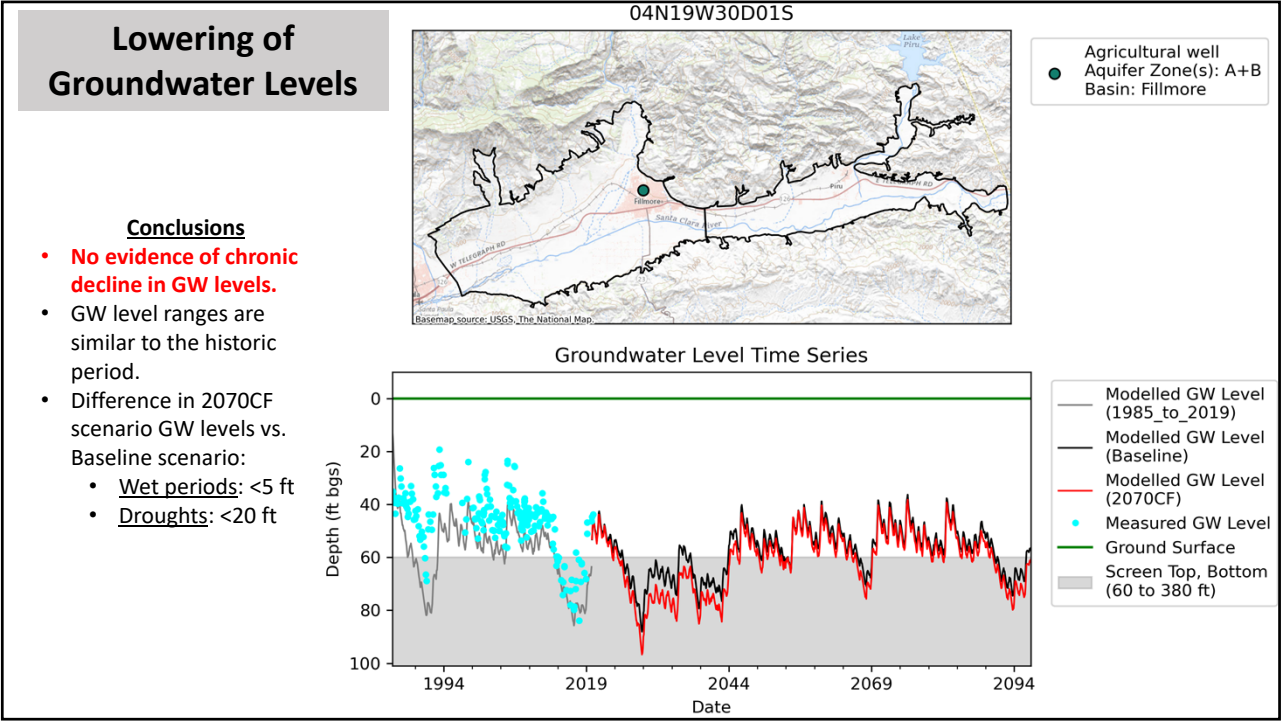 Lowering of
Groundwater Levels
Conclusions
• No evidence of chronic
decline in GW levels.
• GW level ranges are
similar to the historic
period.
• Difference in 2070CF
scenario GW levels vs.
Baseline scenario:
• Wet periods: <5 ft
• Droughts: <20 ft
04N19W30D01S
Lake
Piru
Piru
E TELEGRAPH RD
126
Fillmore
Santa Clara River
W TELEGRAPH RD
126
Santa Paula
Basemap source: USGS, The National Map.
Agricultural well
Aquifer Zone(s): A+B
Basin: Fillmore
Groundwater Level Time Series
Depth (ft bgs)
0
20
40
60
80
100
1994
2019
2044
2069
2094
Date
Modelled GW Level
(1985_to_2019)
Modelled GW Level
(Baseline)
Modelled GW Level
(2070CF)
Measured GW Level
Ground Surface
Screen Top, Bottom
(60 to 380 ft)